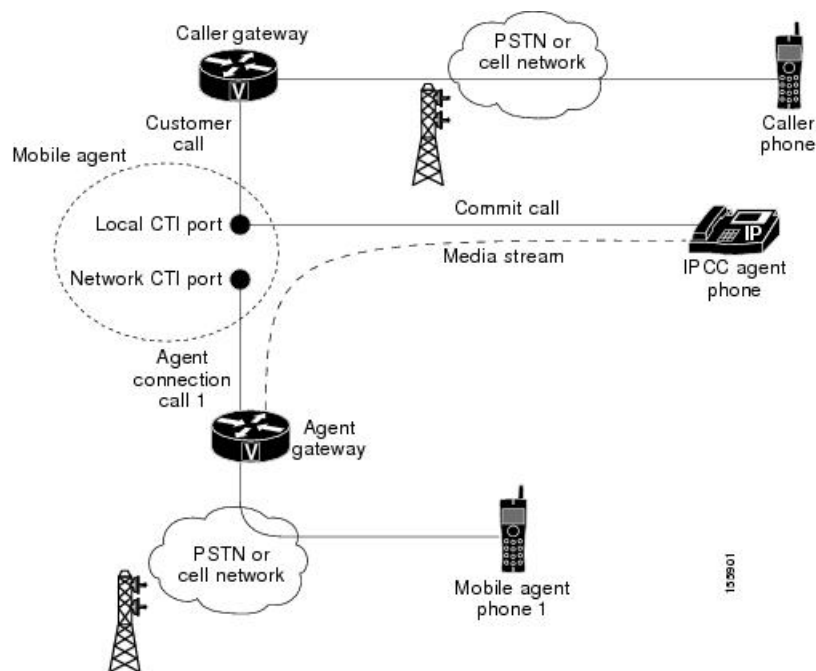 Caller gateway
PSTN or
cell network
V
Customer
call
Caller
phone
Mobile agent
Local CTI port
Commit call
IP
Media stream
IPCC agent
phone
Network CTI port
Agent
connection
call 1
Agent
gateway
V
PSTN or
cell network
Mobile agent
phone 1
155901